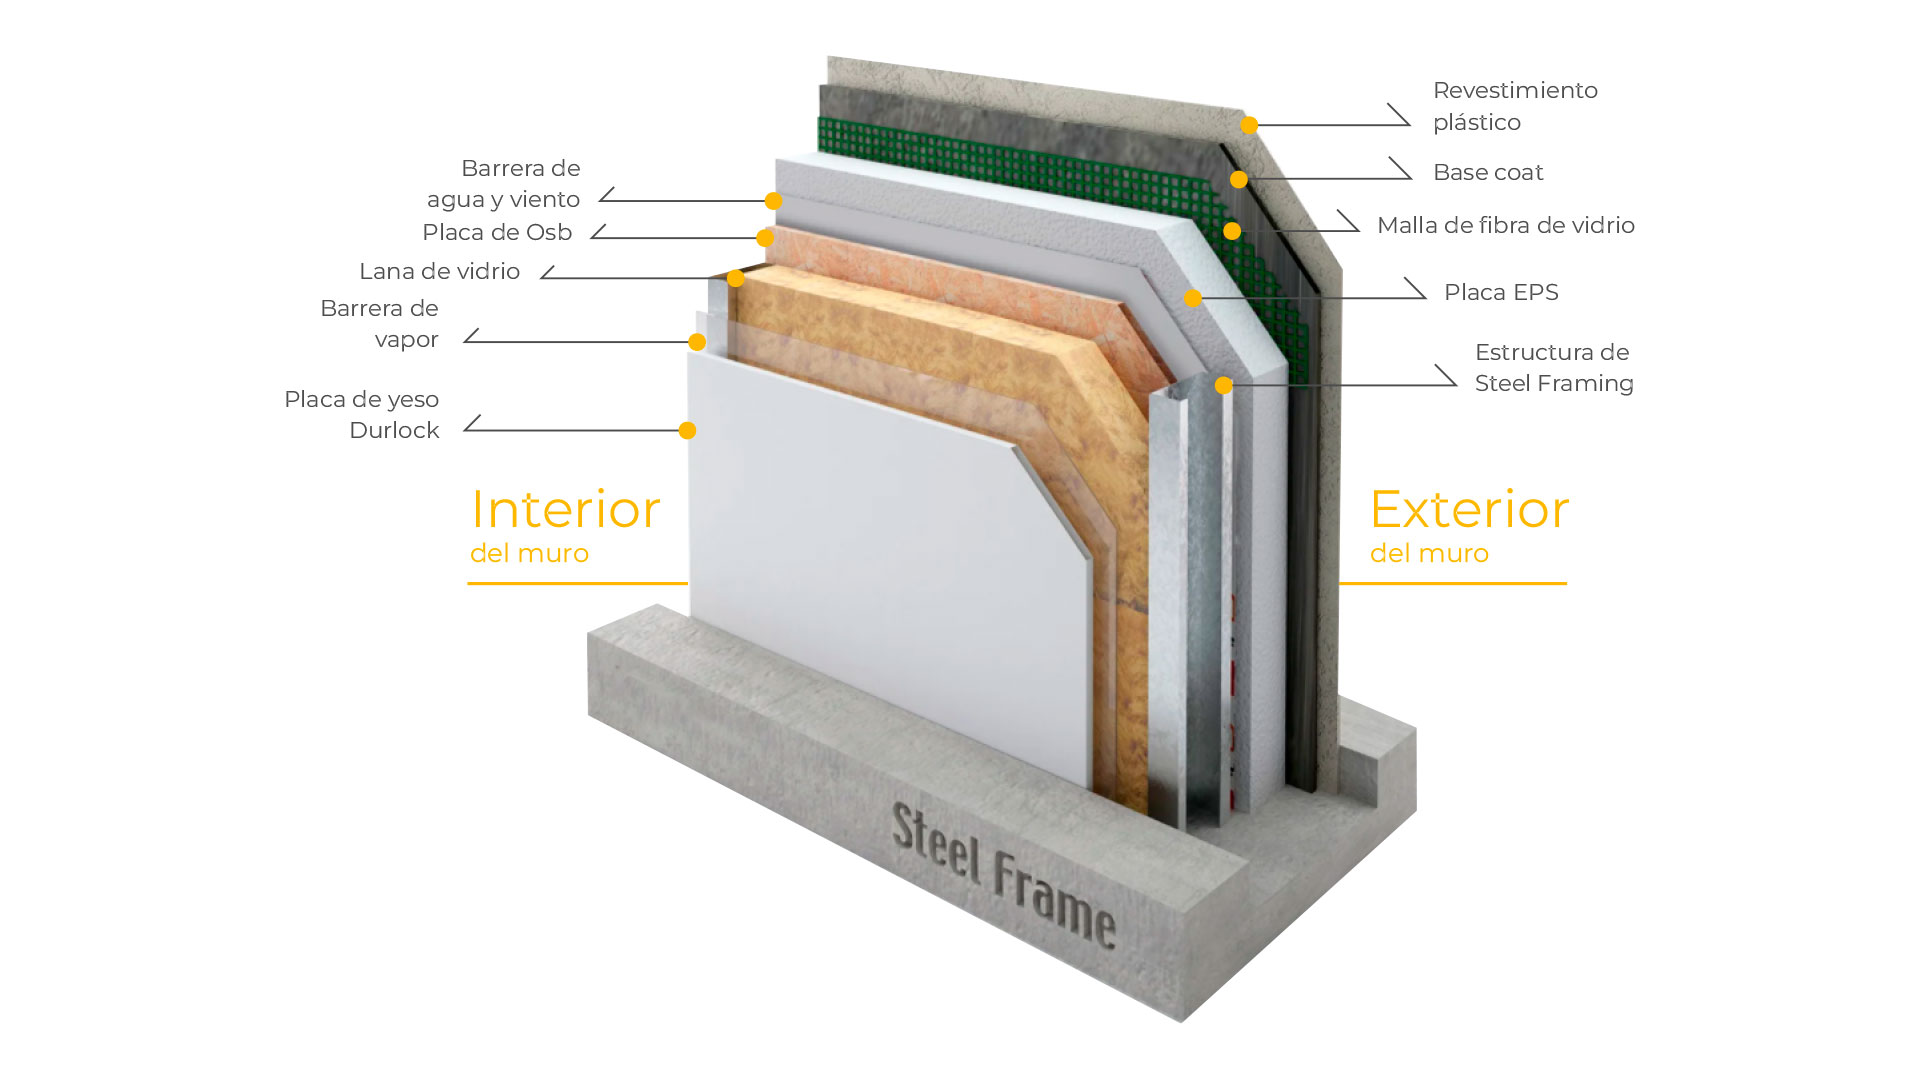 Barrera de
agua y viento
Placa de Osb
Lana de vidrio
Barrera de
vapor
Placa de yeso
Durlock
Interior
del muro
Revestimiento
plástico
Base coat
Malla de fibra de vidrio
Placa EPS
Estructura de
Steel Framing
Exterior
del muro
Steel Frame